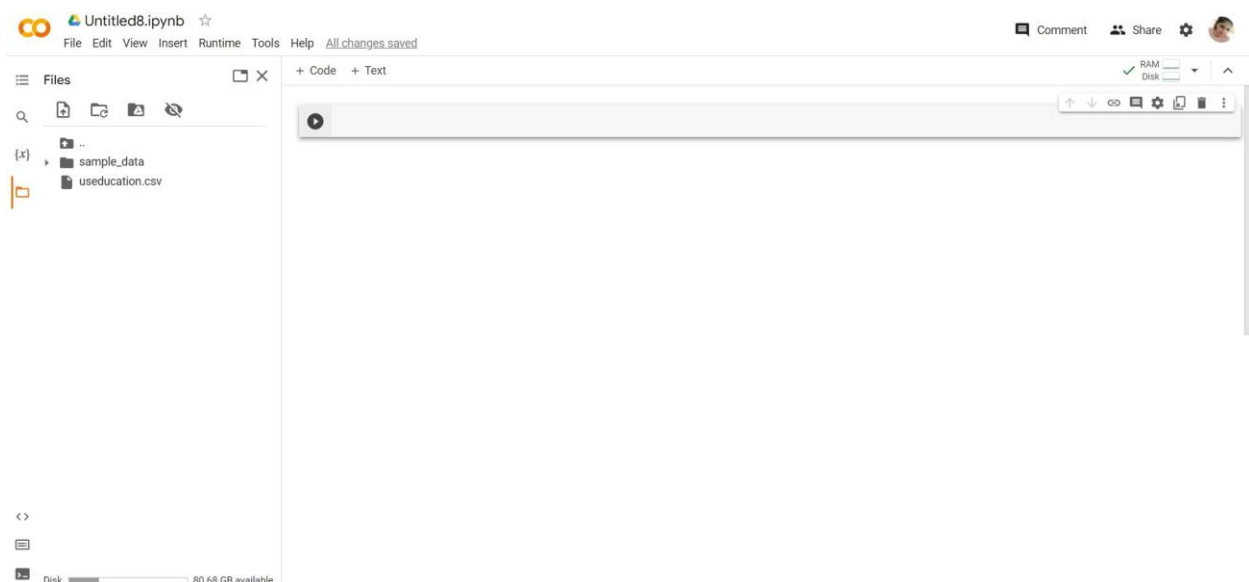 Untitled8.ipynb
File Edit View Insert Runtime Tools Help All changes saved
Comment Share
Files
+ Code + Text
RAM
Disk
{x}
..
sample_data
useducation.csv
Disk 80.68 GB available